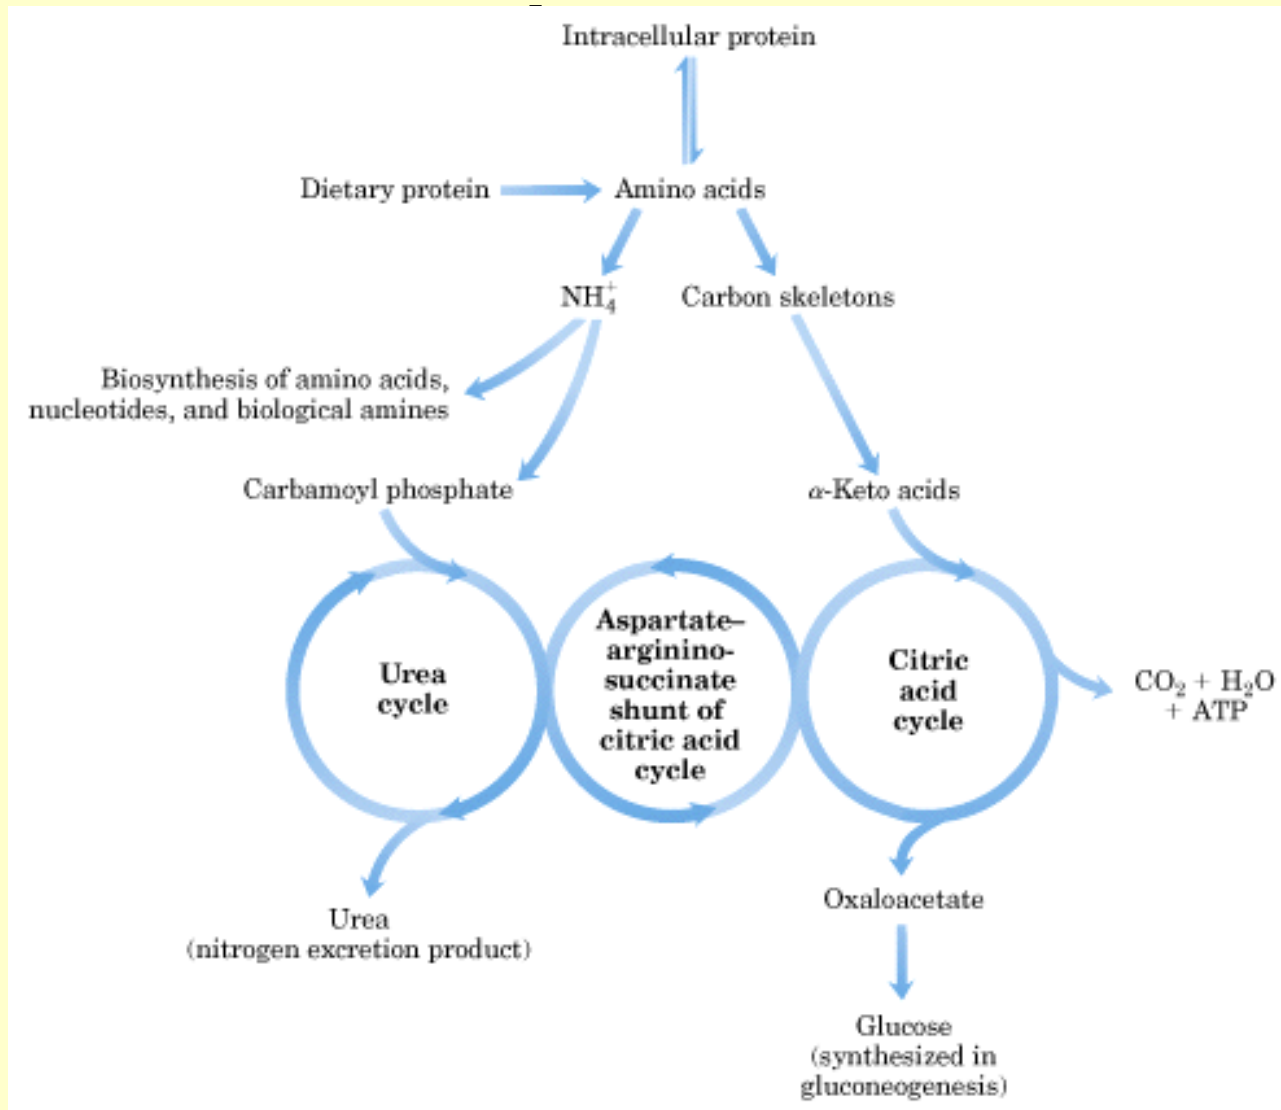 Intracellular protein
Dietary protein
Amino acids
NH₄⁺
Carbon skeletons
Biosynthesis of amino acids,
nucleotides, and biological amines
Carbamoyl phosphate
α-Keto acids
Urea
cycle
Aspartate–
arginino-
succinate
shunt of
citric acid
cycle
Citric
acid
cycle
CO₂ + H₂O
+ ATP
Urea
(nitrogen excretion product)
Oxaloacetate
Glucose
(synthesized in
gluconeogenesis)